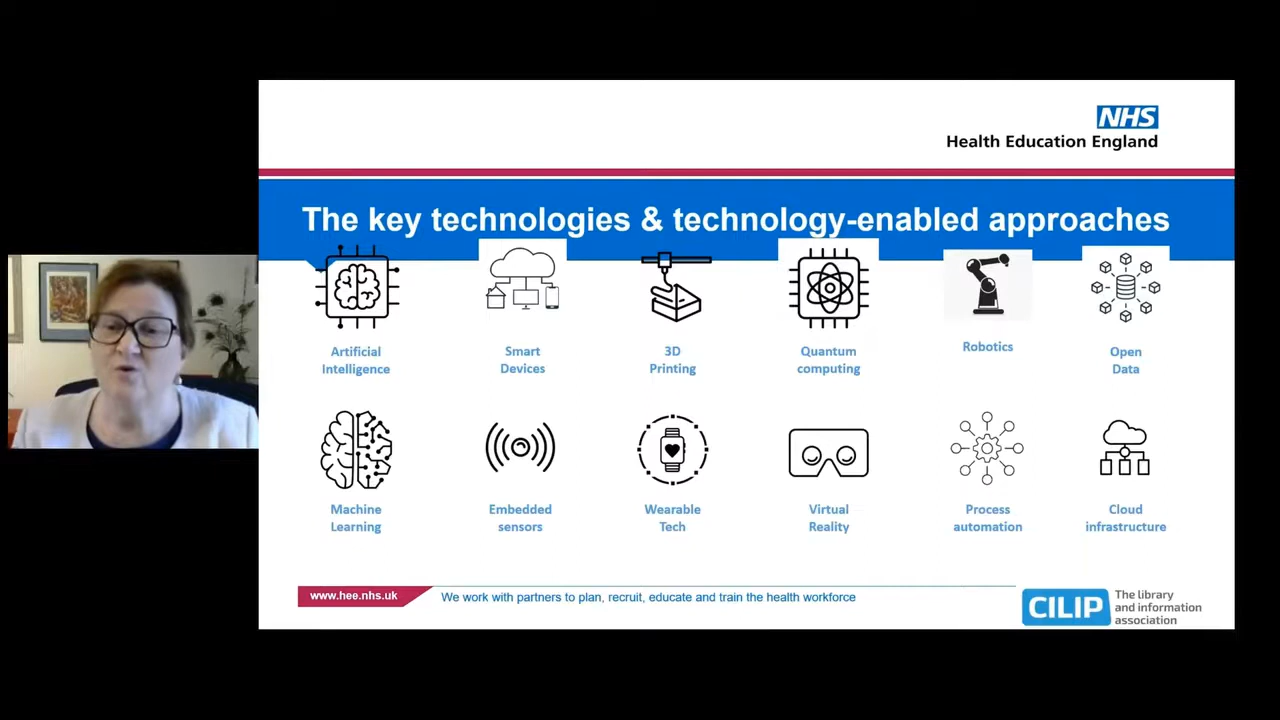 NHS
Health Education England
The key technologies & technology-enabled approaches
Artificial
Intelligence
Smart
Devices
3D
Printing
Quantum
computing
Robotics
Open
Data
Machine
Learning
Embedded
sensors
Wearable
Tech
Virtual
Reality
Process
automation
Cloud
infrastructure
www.hee.nhs.uk
We work with partners to plan, recruit, educate and train the health workforce
CILIP
The library
and information
association